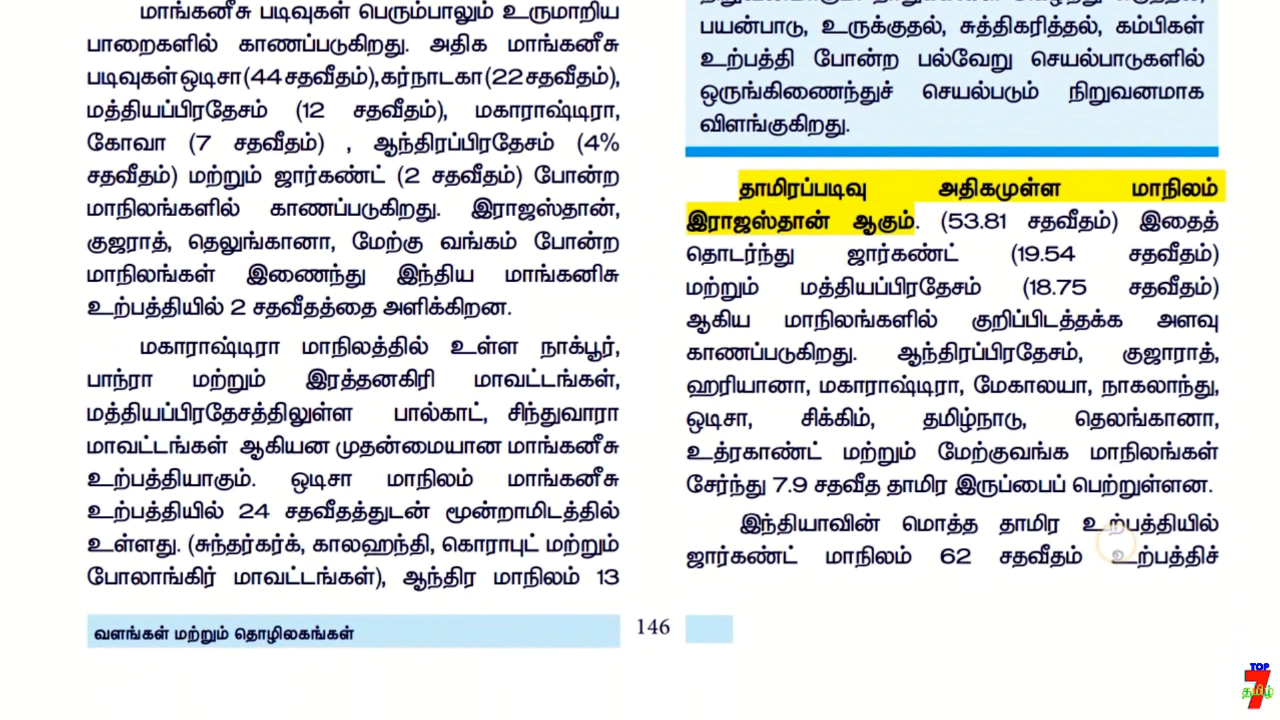 மாங்கனீசு படிவுகள் பெரும்பாலும் உருமாறிய
பாறைகளில் காணப்படுகிறது. அதிக மாங்கனீசு
படிவுகள் ஒடிசா (44 சதவீதம்), கர்நாடகா (22 சதவீதம்),
மத்தியப்பிரதேசம் (12 சதவீதம்), மகாராஷ்டிரா,
கோவா (7 சதவீதம்) , ஆந்திரப்பிரதேசம் (4%
சதவீதம்) மற்றும் ஜார்கண்ட் (2 சதவீதம்) போன்ற
மாநிலங்களில் காணப்படுகிறது. இராஜஸ்தான்,
குஜராத், தெலுங்கானா, மேற்கு வங்கம் போன்ற
மாநிலங்கள் இணைந்து இந்திய மாங்கனிசு
உற்பத்தியில் 2 சதவீதத்தை அளிக்கிறன.
மகாராஷ்டிரா மாநிலத்தில் உள்ள நாக்பூர்,
பாந்ரா மற்றும் இரத்தனகிரி மாவட்டங்கள்,
மத்தியப்பிரதேசத்திலுள்ள பால்காட், சிந்துவாரா
மாவட்டங்கள் ஆகியன முதன்மையான மாங்கனீசு
உற்பத்தியாகும். ஒடிசா மாநிலம் மாங்கனீசு
உற்பத்தியில் 24 சதவீதத்துடன் மூன்றாமிடத்தில்
உள்ளது. (சுந்தர்கர்க், காலஹந்தி, கொராபுட் மற்றும்
போலாங்கிர் மாவட்டங்கள்), ஆந்திர மாநிலம் 13
பயன்பாடு, உருக்குதல், சுத்திகரித்தல், கம்பிகள்
உற்பத்தி போன்ற பல்வேறு செயல்பாடுகளில்
ஒருங்கிணைந்துச் செயல்படும் நிறுவனமாக
விளங்குகிறது.
தாமிரப்படிவு அதிகமுள்ள மாநிலம்
இராஜஸ்தான் ஆகும். (53.81 சதவீதம்) இதைத்
தொடர்ந்து ஜார்கண்ட் (19.54 சதவீதம்)
மற்றும் மத்தியப்பிரதேசம் (18.75 சதவீதம்)
ஆகிய மாநிலங்களில் குறிப்பிடத்தக்க அளவு
காணப்படுகிறது. ஆந்திரப்பிரதேசம், குஜாராத்,
ஹரியானா, மகாராஷ்டிரா, மேகாலயா, நாகலாந்து,
ஒடிசா, சிக்கிம், தமிழ்நாடு, தெலங்கானா,
உத்ரகாண்ட் மற்றும் மேற்குவங்க மாநிலங்கள்
சேர்ந்து 7.9 சதவீத தாமிர இருப்பைப் பெற்றுள்ளன.
இந்தியாவின் மொத்த தாமிர உற்பத்தியில்
ஜார்கண்ட் மாநிலம் 62 சதவீதம் உற்பத்திச்
வளங்கள் மற்றும் தொழிலகங்கள்
146
TOP
7
தமிழ்